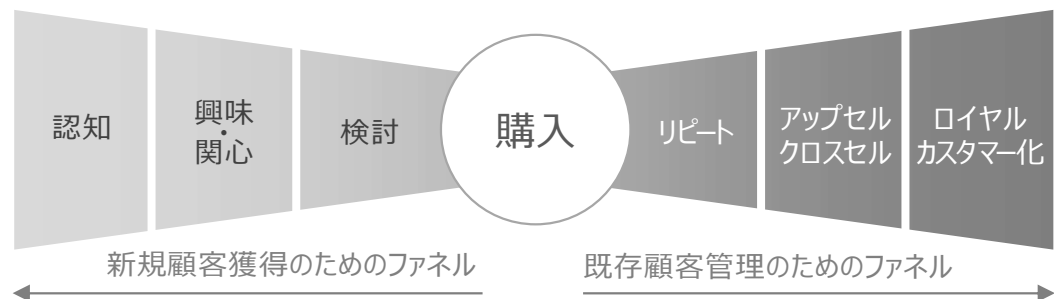 認知
興味
・
関心
検討
購入
リピート
アップセル
クロスセル
ロイヤル
カスタマー化
新規顧客獲得のためのファネル
既存顧客管理のためのファネル